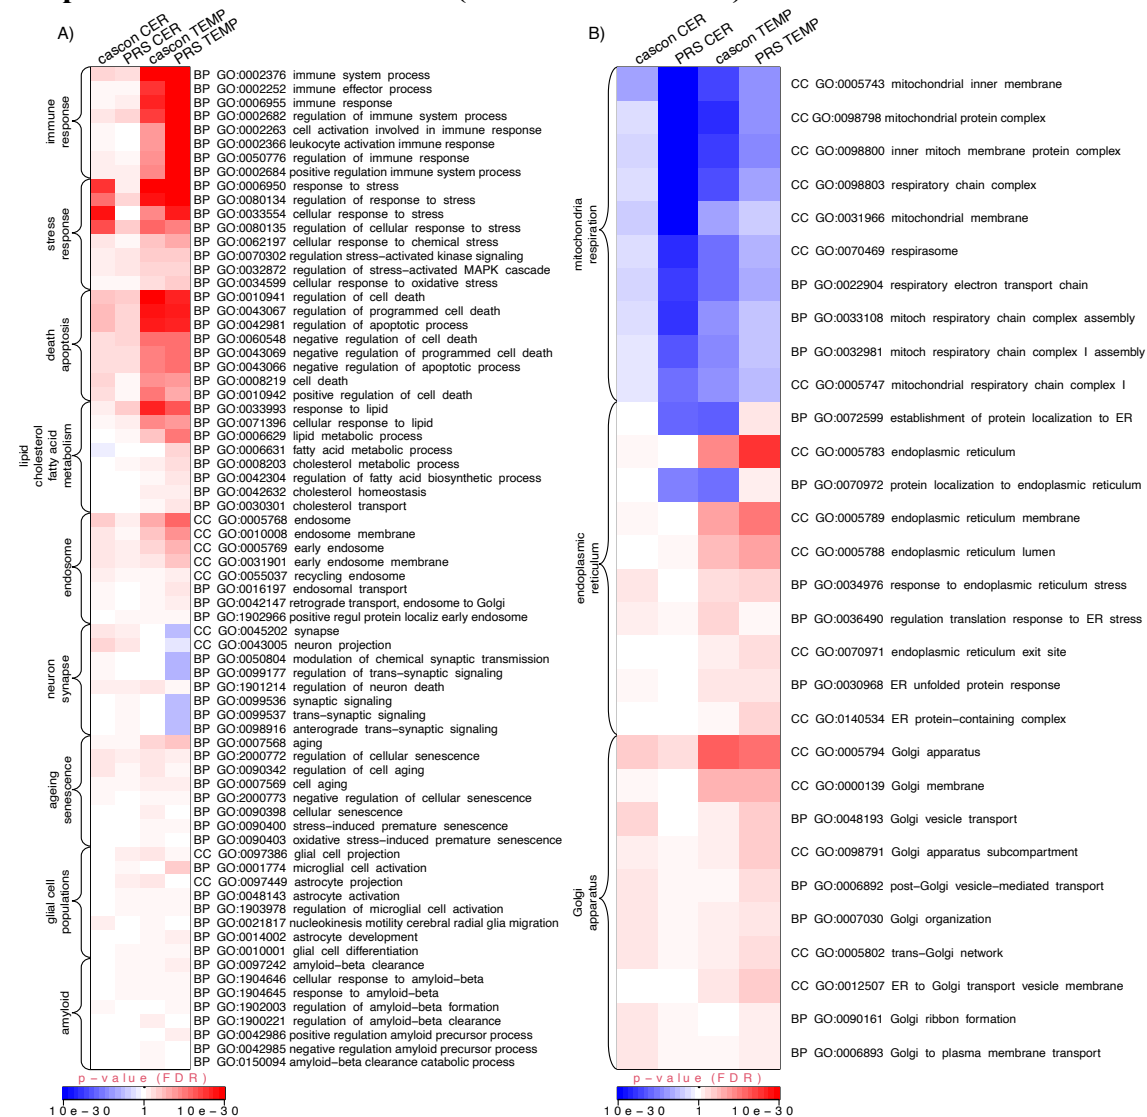 A)
cascon CER
PRS CER
cascon TEMP
PRS TEMP
immune response
BP GO:0002376 immune system process
BP GO:0002252 immune effector process
BP GO:0006955 immune response
BP GO:0002682 regulation of immune system process
BP GO:0002263 cell activation involved in immune response
BP GO:0002366 leukocyte activation immune response
BP GO:0050776 regulation of immune response
BP GO:0002684 positive regulation immune system process
stress response
BP GO:0006950 response to stress
BP GO:0080134 regulation of response to stress
BP GO:0033554 cellular response to stress
BP GO:0080135 regulation of cellular response to stress
BP GO:0062197 cellular response to chemical stress
BP GO:0070302 regulation stress−activated kinase signaling
BP GO:0032872 regulation of stress−activated MAPK cascade
BP GO:0034599 cellular response to oxidative stress
death apoptosis
BP GO:0010941 regulation of cell death
BP GO:0043067 regulation of programmed cell death
BP GO:0042981 regulation of apoptotic process
BP GO:0060548 negative regulation of cell death
BP GO:0043069 negative regulation of programmed cell death
BP GO:0043066 negative regulation of apoptotic process
BP GO:0008219 cell death
BP GO:0010942 positive regulation of cell death
lipid cholesterol fatty acid metabolism
BP GO:0033993 response to lipid
BP GO:0071396 cellular response to lipid
BP GO:0006629 lipid metabolic process
BP GO:0006631 fatty acid metabolic process
BP GO:0008203 cholesterol metabolic process
BP GO:0042304 regulation of fatty acid biosynthetic process
BP GO:0042632 cholesterol homeostasis
BP GO:0030301 cholesterol transport
endosome
CC GO:0005768 endosome
CC GO:0010008 endosome membrane
CC GO:0005769 early endosome
CC GO:0031901 early endosome membrane
CC GO:0055037 recycling endosome
BP GO:0016197 endosomal transport
BP GO:0042147 retrograde transport, endosome to Golgi
BP GO:1902966 positive regul protein localiz early endosome
neuron synapse
CC GO:0045202 synapse
CC GO:0043005 neuron projection
BP GO:0050804 modulation of chemical synaptic transmission
BP GO:0099177 regulation of trans−synaptic signaling
BP GO:1901214 regulation of neuron death
BP GO:0099536 synaptic signaling
BP GO:0099537 trans−synaptic signaling
BP GO:0098916 anterograde trans−synaptic signaling
ageing senescence
BP GO:0007568 aging
BP GO:2000772 regulation of cellular senescence
BP GO:0090342 regulation of cell aging
BP GO:0007569 cell aging
BP GO:2000773 negative regulation of cellular senescence
BP GO:0090398 cellular senescence
BP GO:0090400 stress−induced premature senescence
BP GO:0090403 oxidative stress−induced premature senescence
glial cell populations
CC GO:0097386 glial cell projection
BP GO:0001774 microglial cell activation
CC GO:0097449 astrocyte projection
BP GO:0048143 astrocyte activation
BP GO:1903978 regulation of microglial cell activation
BP GO:0021817 nucleokinesis motility cerebral radial glia migration
BP GO:0014002 astrocyte development
BP GO:0010001 glial cell differentiation
amyloid
BP GO:0097242 amyloid−beta clearance
BP GO:1904646 cellular response to amyloid−beta
BP GO:1904645 response to amyloid−beta
BP GO:1902003 regulation of amyloid−beta formation
BP GO:1900221 regulation of amyloid−beta clearance
BP GO:0042986 positive regulation amyloid precursor process
BP GO:0042985 negative regulation amyloid precursor process
BP GO:0150094 amyloid−beta clearance catabolic process
p−value (FDR)
10e−30 1 10e−30
B)
cascon CER
PRS CER
cascon TEMP
PRS TEMP
mitochondria respiration
CC GO:0005743 mitochondrial inner membrane
CC GO:0098798 mitochondrial protein complex
CC GO:0098800 inner mitoch membrane protein complex
CC GO:0098803 respiratory chain complex
CC GO:0031966 mitochondrial membrane
CC GO:0070469 respirasome
BP GO:0022904 respiratory electron transport chain
BP GO:0033108 mitoch respiratory chain complex assembly
BP GO:0032981 mitoch respiratory chain complex I assembly
CC GO:0005747 mitochondrial respiratory chain complex I
endoplasmic reticulum
BP GO:0072599 establishment of protein localization to ER
CC GO:0005783 endoplasmic reticulum
BP GO:0070972 protein localization to endoplasmic reticulum
CC GO:0005789 endoplasmic reticulum membrane
CC GO:0005788 endoplasmic reticulum lumen
BP GO:0034976 response to endoplasmic reticulum stress
BP GO:0036490 regulation translation response to ER stress
CC GO:0070971 endoplasmic reticulum exit site
BP GO:0030968 ER unfolded protein response
CC GO:0140534 ER protein−containing complex
Golgi apparatus
CC GO:0005794 Golgi apparatus
CC GO:0000139 Golgi membrane
BP GO:0048193 Golgi vesicle transport
CC GO:0098791 Golgi apparatus subcompartment
BP GO:0006892 post−Golgi vesicle−mediated transport
BP GO:0007030 Golgi organization
CC GO:0005802 trans−Golgi network
CC GO:0012507 ER to Golgi transport vesicle membrane
BP GO:0090161 Golgi ribbon formation
BP GO:0006893 Golgi to plasma membrane transport
p−value (FDR)
10e−30 1 10e−30